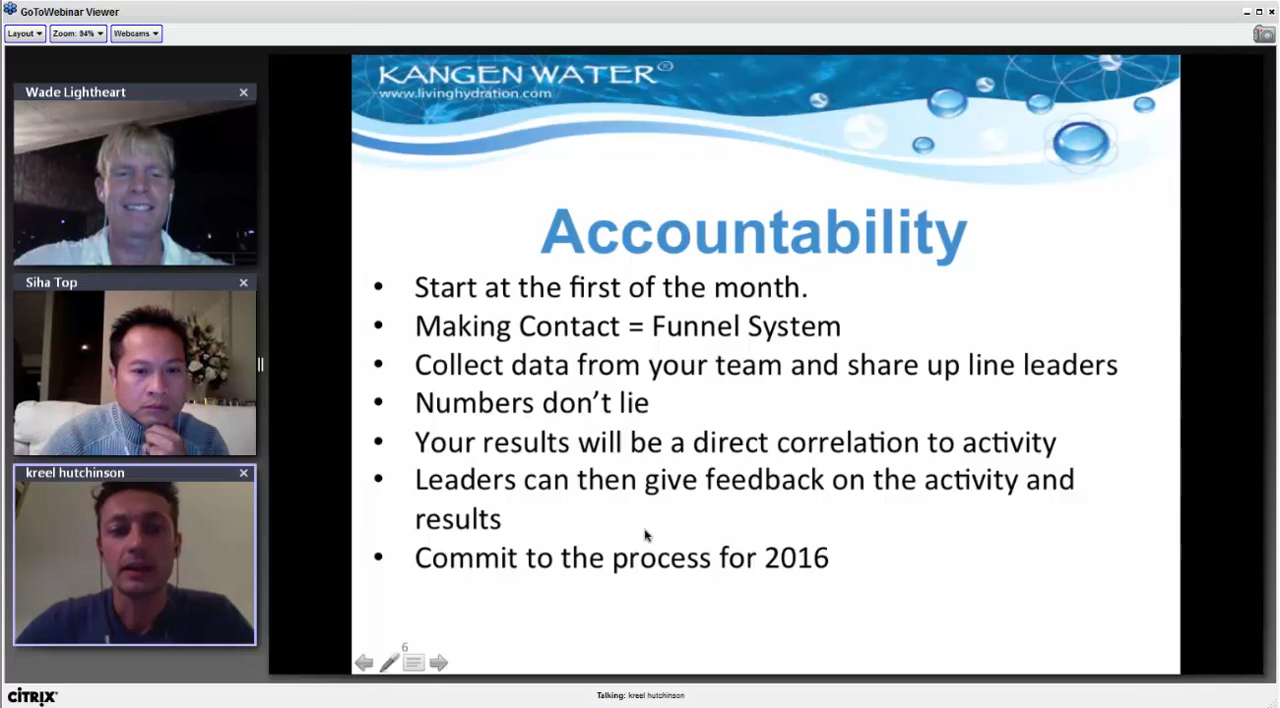 GoToWebinar Viewer
Layout
Zoom: 94%
Webcams
Wade Lightheart
Siha Top
kreel hutchinson
KANGEN WATER®
www.livinghydration.com
Accountability
• Start at the first of the month.
• Making Contact = Funnel System
• Collect data from your team and share up line leaders
• Numbers don’t lie
• Your results will be a direct correlation to activity
• Leaders can then give feedback on the activity and
results
• Commit to the process for 2016
6
CİTRIX®
Talking: kreel hutchinson